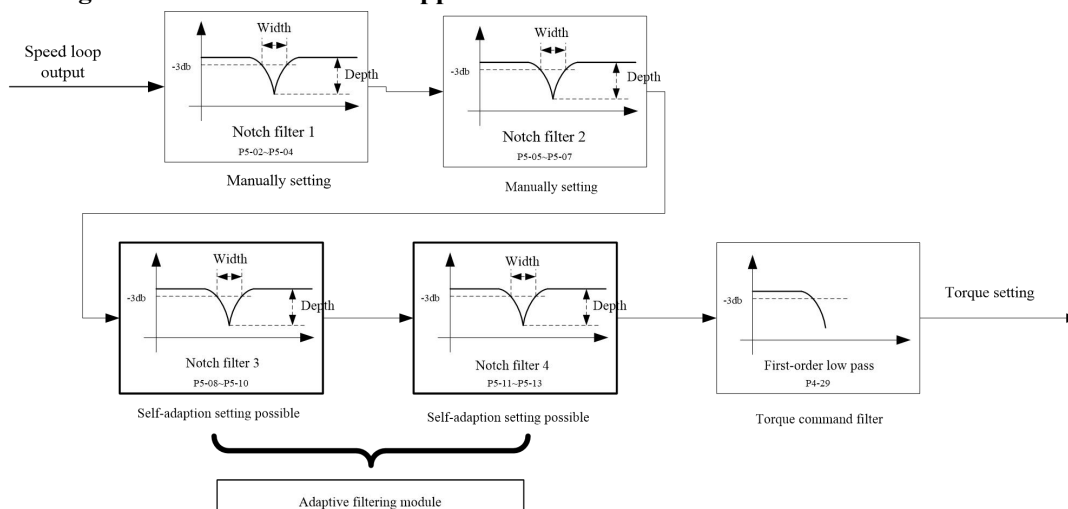 Speed loop
output
Width
-3db
Depth
Notch filter 1
P5-02~P5-04
Manually setting
Width
-3db
Depth
Notch filter 2
P5-05~P5-07
Manually setting
Width
-3db
Depth
Notch filter 3
P5-08~P5-10
Self-adaption setting possible
Width
-3db
Depth
Notch filter 4
P5-11~P5-13
Self-adaption setting possible
-3db
First-order low pass
P4-29
Torque command filter
Torque setting
Adaptive filtering module